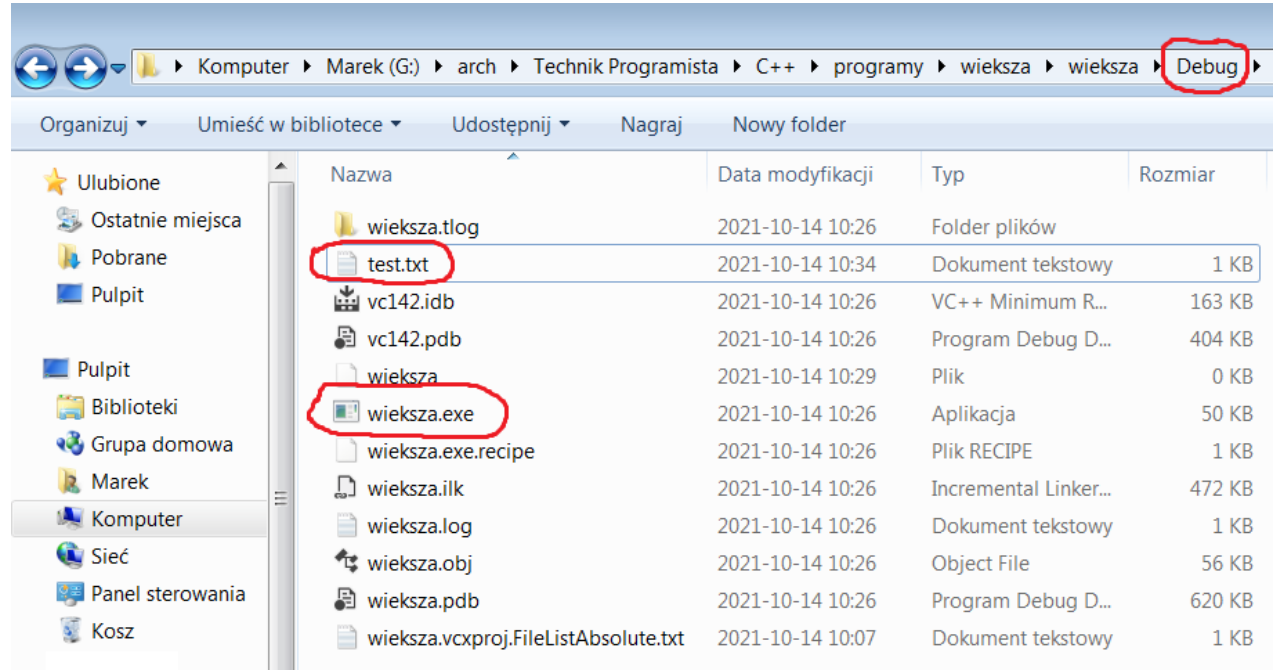 Komputer Marek (G:) arch Technik Programista C++ programy wieksza wieksza Debug
Organizuj Umieść w bibliotece Udostępnij Nagraj Nowy folder
Ulubione
Ostatnie miejsca
Pobrane
Pulpit
Pulpit
Biblioteki
Grupa domowa
Marek
Komputer
Sieć
Panel sterowania
Kosz
Nazwa Data modyfikacji Typ Rozmiar
wieksza.tlog 2021-10-14 10:26 Folder plików
test.txt 2021-10-14 10:34 Dokument tekstowy 1 KB
vc142.idb 2021-10-14 10:26 VC++ Minimum R... 163 KB
vc142.pdb 2021-10-14 10:26 Program Debug D... 404 KB
wieksza 2021-10-14 10:29 Plik 0 KB
wieksza.exe 2021-10-14 10:26 Aplikacja 50 KB
wieksza.exe.recipe 2021-10-14 10:26 Plik RECIPE 1 KB
wieksza.ilk 2021-10-14 10:26 Incremental Linker... 472 KB
wieksza.log 2021-10-14 10:26 Dokument tekstowy 1 KB
wieksza.obj 2021-10-14 10:26 Object File 56 KB
wieksza.pdb 2021-10-14 10:26 Program Debug D... 620 KB
wieksza.vcxproj.FileListAbsolute.txt 2021-10-14 10:07 Dokument tekstowy 1 KB